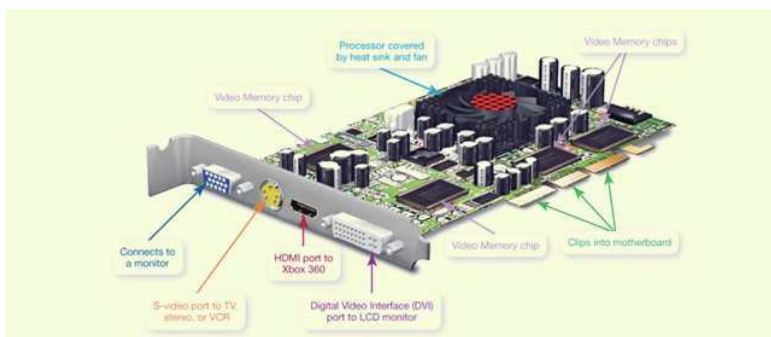 Processor covered
by heat sink and fan
Video Memory chips
Video Memory chip
Connects to
a monitor
S-video port to TV,
stereo, or VCR
HDMI port to
Xbox 360
Digital Video Interface (DVI)
port to LCD monitor
Video Memory chip
Clips into motherboard